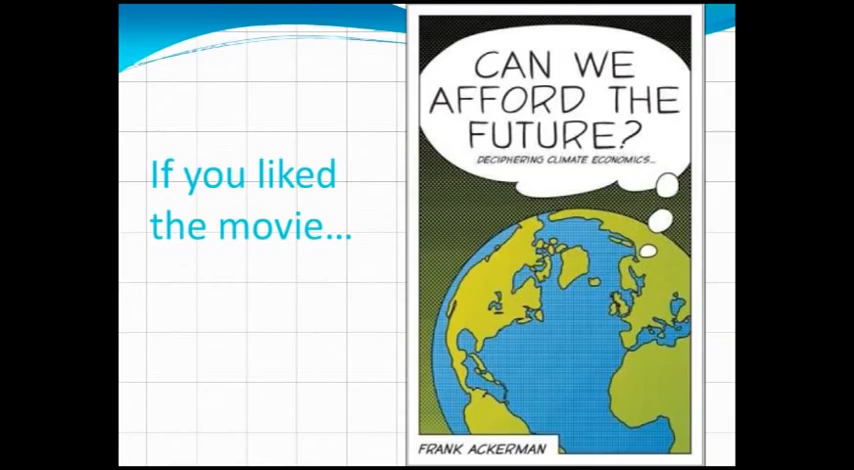 If you liked
the movie...
CAN WE
AFFORD THE
FUTURE?
DECIPHERING CLIMATE ECONOMICS...
FRANK ACKERMAN